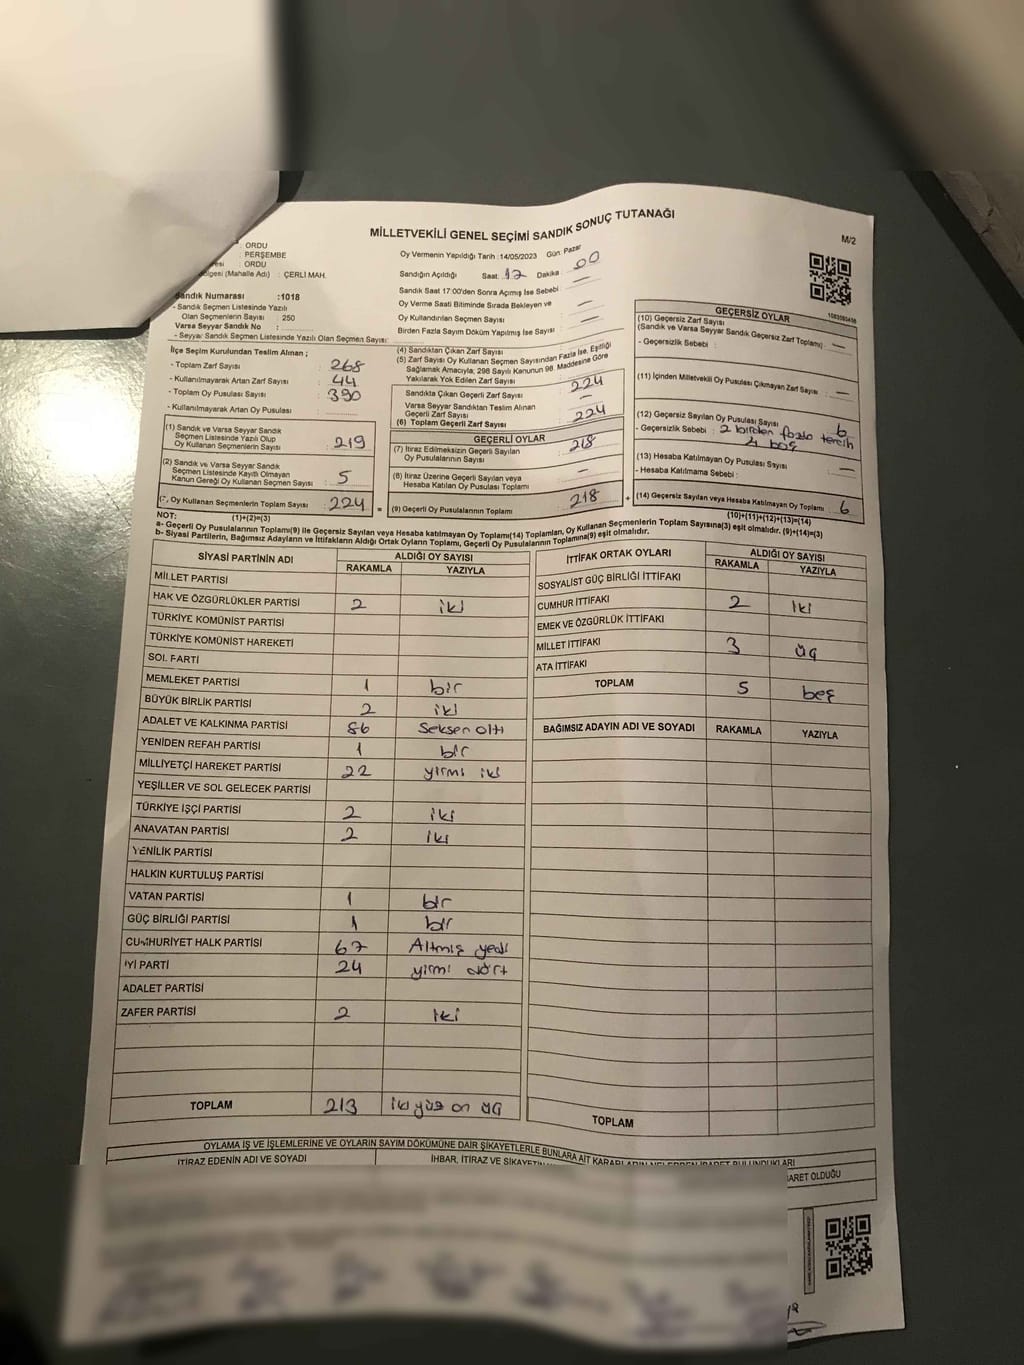 MİLLETVEKİLİ GENEL SEÇİMİ SANDIK SONUÇ TUTANAĞI
M/2
ORDU
PERŞEMBE
ORDU
(Mahalle Adı) : ÇERLİ MAH.
Oy Vermenin Yapıldığı Tarih :14/05/2023 Gün: Pazar
Sandığın Açıldığı Saat: 17 Dakika : 00
Sandık Saat 17:00'den Sonra Açılmış İse Sebebi: —
Oy Verme Saati Bitiminde Sırada Bekleyen ve
Oy Kullandırılan Seçmen Sayısı —
Birden Fazla Sayım Döküm Yapılmış İse Sayısı : —
Sandık Numarası :1018
- Sandık Seçmen Listesinde Yazılı
Olan Seçmenlerin Sayısı : 250
Varsa Seyyar Sandık No :
- Seyyar Sandık Seçmen Listesinde Yazılı Olan Seçmen Sayısı:
İlçe Seçim Kurulundan Teslim Alınan ;
- Toplam Zarf Sayısı : 268
- Kullanılmayarak Artan Zarf Sayısı : 44
- Toplam Oy Pusulası Sayısı : 390
- Kullanılmayarak Artan Oy Pusulası :
(1) Sandık ve Varsa Seyyar Sandık
Seçmen Listesinde Yazılı Olup
Oy Kullanan Seçmenlerin Sayısı : 219
(2) Sandık ve Varsa Seyyar Sandık
Seçmen Listesinde Kayıtlı Olmayan
Kanun Gereği Oy Kullanan Seçmen Sayısı : 5
Oy Kullanan Seçmenlerin Toplam Sayısı : 224
(4) Sandıktan Çıkan Zarf Sayısı
(5) Zarf Sayısı Oy Kullanan Seçmen Sayısından Fazla İse, Eşitliği
Sağlamak Amacıyla; 298 Sayılı Kanunun 98. Maddesine Göre
Yakılarak Yok Edilen Zarf Sayısı
Sandıkta Çıkan Geçerli Zarf Sayısı 224
Varsa Seyyar Sandıktan Teslim Alınan
Geçerli Zarf Sayısı —
(6) Toplam Geçerli Zarf Sayısı 224
GEÇERLİ OYLAR
(7) İtiraz Edilmeksizin Geçerli Sayılan
Oy Pusulalarının Sayısı : 218
(8) İtiraz Üzerine Geçerli Sayılan veya
Hesaba Katılan Oy Pusulası Toplamı : —
= (9) Geçerli Oy Pusulalarının Toplamı : 218
1083593458
GEÇERSİZ OYLAR
(10) Geçersiz Zarf Sayısı
(Sandık ve Varsa Seyyar Sandık Geçersiz Zarf Toplamı) : —
- Geçersizlik Sebebi :
(11) İçinden Milletvekili Oy Pusulası Çıkmayan Zarf Sayısı : —
(12) Geçersiz Sayılan Oy Pusulası Sayısı : 6
- Geçersizlik Sebebi : 2 birden fazla tercih
4 boş
(13) Hesaba Katılmayan Oy Pusulası Sayısı : —
- Hesaba Katılmama Sebebi :
+ (14) Geçersiz Sayılan veya Hesaba Katılmayan Oy Toplamı : 6
NOT: (1)+(2)=(3)
(10)+(11)+(12)+(13)=(14)
a- Geçerli Oy Pusulalarının Toplamı(9) ile Geçersiz Sayılan veya Hesaba katılmayan Oy Toplamı(14) Toplamları, Oy Kullanan Seçmenlerin Toplam Sayısına(3) eşit olmalıdır. (9)+(14)=(3)
b- Siyasi Partilerin, Bağımsız Adayların ve İttifakların Aldığı Oy Toplamı, Geçerli Oy Pusulalarının Toplamına(9) eşit olmalıdır.
SİYASİ PARTİNİN ADI ALDIĞI OY SAYISI
RAKAMLA YAZIYLA
MİLLET PARTİSİ
HAK VE ÖZGÜRLÜKLER PARTİSİ 2 iki
TÜRKİYE KOMÜNİST PARTİSİ
TÜRKİYE KOMÜNİST HAREKETİ
SOL PARTİ
MEMLEKET PARTİSİ 1 bir
BÜYÜK BİRLİK PARTİSİ 2 iki
ADALET VE KALKINMA PARTİSİ 86 Seksen altı
YENİDEN REFAH PARTİSİ 1 bir
MİLLİYETÇİ HAREKET PARTİSİ 22 yirmi iki
YEŞİLLER VE SOL GELECEK PARTİSİ
TÜRKİYE İŞÇİ PARTİSİ 2 iki
ANAVATAN PARTİSİ 2 iki
YENİLİK PARTİSİ
HALKIN KURTULUŞ PARTİSİ
VATAN PARTİSİ 1 bir
GÜÇ BİRLİĞİ PARTİSİ 1 bir
CUMHURİYET HALK PARTİSİ 67 Altmış yedi
İYİ PARTİ 24 yirmi dört
ADALET PARTİSİ
ZAFER PARTİSİ 2 iki
TOPLAM 213 iki yüz on üç
İTTİFAK ORTAK OYLARI ALDIĞI OY SAYISI
RAKAMLA YAZIYLA
SOSYALİST GÜÇ BİRLİĞİ İTTİFAKI
CUMHUR İTTİFAKI 2 iki
EMEK VE ÖZGÜRLÜK İTTİFAKI
MİLLET İTTİFAKI 3 üç
ATA İTTİFAKI
TOPLAM 5 beş
BAĞIMSIZ ADAYIN ADI VE SOYADI RAKAMLA YAZIYLA
TOPLAM
OYLAMA İŞ VE İŞLEMLERİNE VE OYLARIN SAYIM DÖKÜMÜNE DAİR ŞİKAYETLERLE BUNLARA AİT KARARLARIN NELERDEN İBARET BULUNDUKLARI
İTİRAZ EDENİN ADI VE SOYADI
İHBAR, İTİRAZ VE ŞİKAYETİN
İBARET OLDUĞU